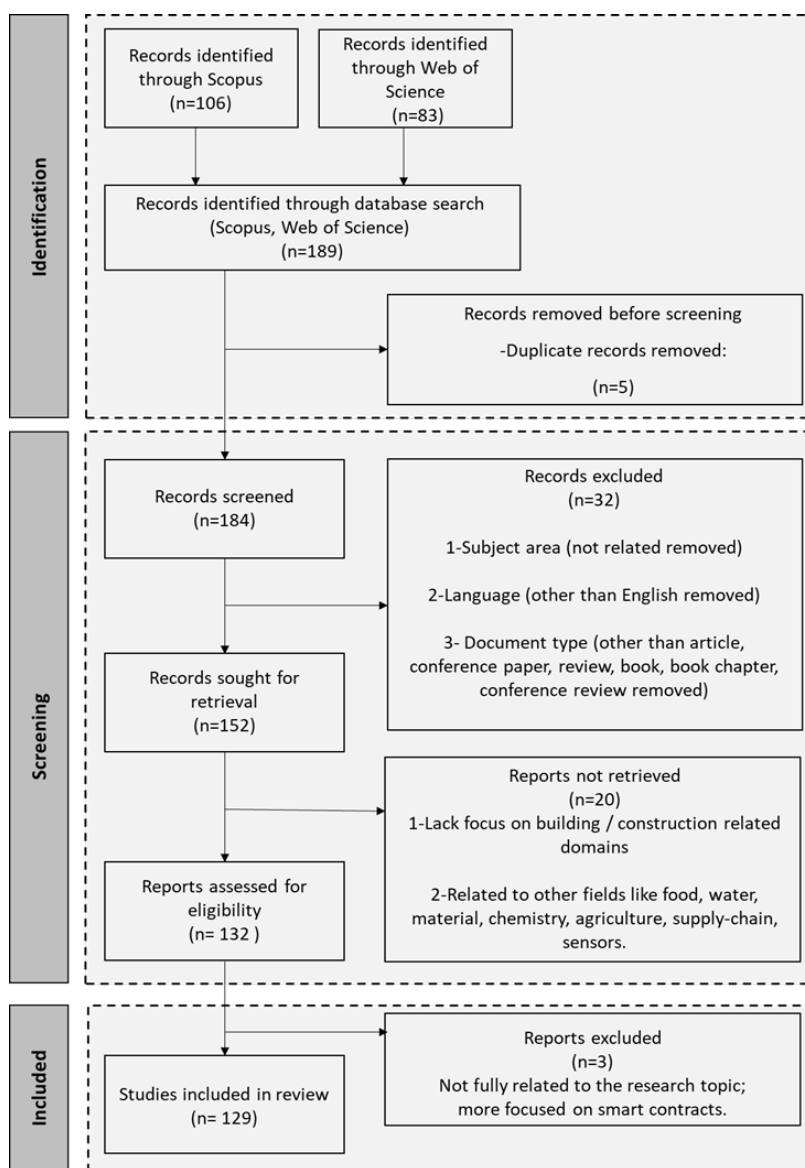 Identification
Records identified
through Scopus
(n=106)
Records identified
through Web of
Science
(n=83)
Records identified through database search
(Scopus, Web of Science)
(n=189)
Records removed before screening
-Duplicate records removed:
(n=5)
Screening
Records screened
(n=184)
Records excluded
(n=32)
1-Subject area (not related removed)
2-Language (other than English removed)
3- Document type (other than article,
conference paper, review, book, book chapter,
conference review removed)
Records sought for
retrieval
(n=152)
Reports not retrieved
(n=20)
1-Lack focus on building / construction related
domains
2-Related to other fields like food, water,
material, chemistry, agriculture, supply-chain,
sensors.
Reports assessed for
eligibility
(n= 132 )
Included
Reports excluded
(n=3)
Not fully related to the research topic;
more focused on smart contracts.
Studies included in review
(n= 129)